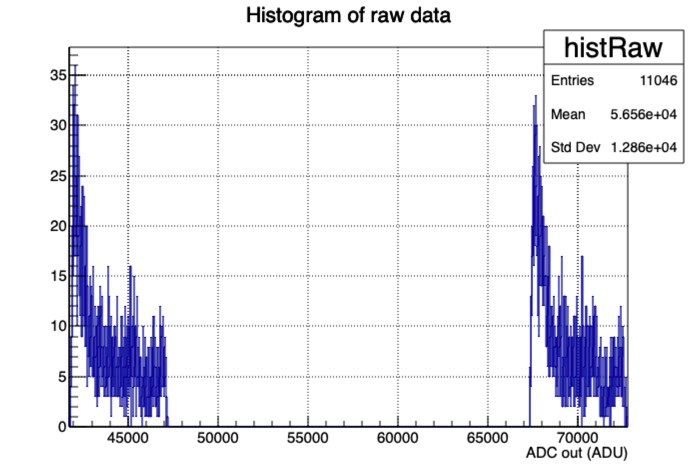 Histogram of raw data
histRaw
Entries 11046
Mean 5.656e+04
Std Dev 1.286e+04
35
30
25
20
15
10
5
0
45000 50000 55000 60000 65000 70000
ADC out (ADU)